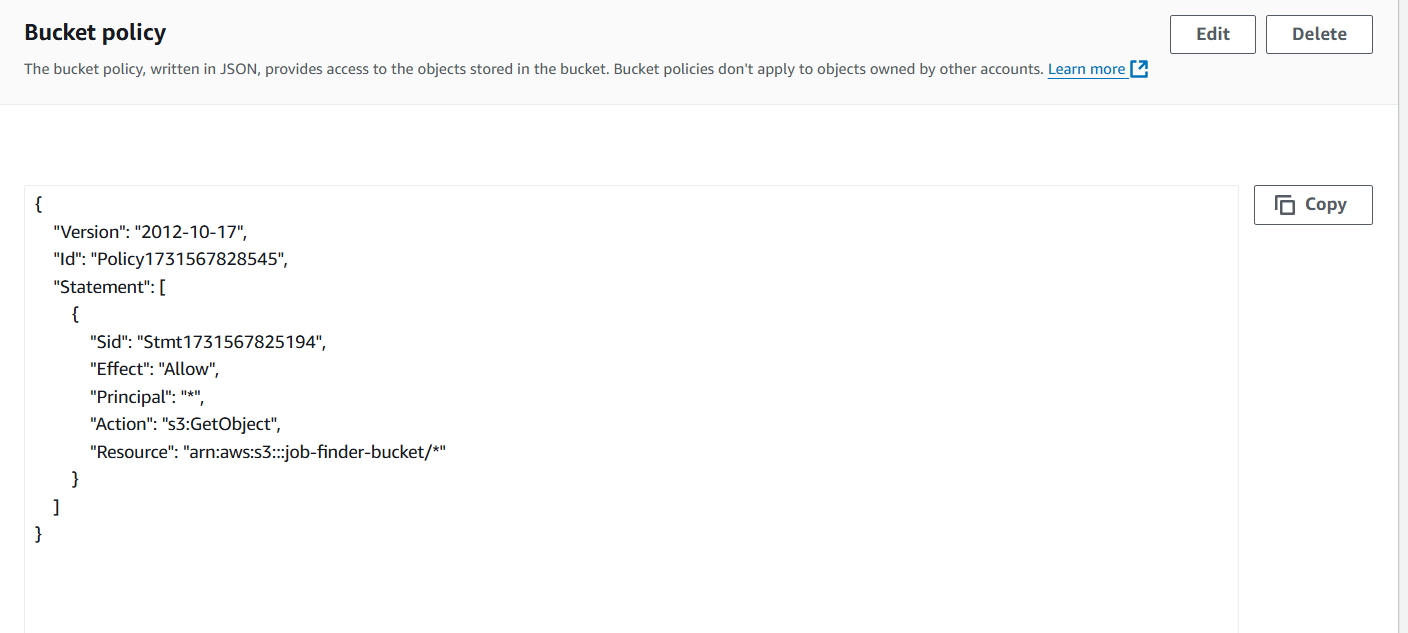 Bucket policy
Edit
Delete
The bucket policy, written in JSON, provides access to the objects stored in the bucket. Bucket policies don't apply to objects owned by other accounts. Learn more
Copy
{
"Version": "2012-10-17",
"Id": "Policy1731567828545",
"Statement": [
{
"Sid": "Stmt1731567825194",
"Effect": "Allow",
"Principal": "*",
"Action": "s3:GetObject",
"Resource": "arn:aws:s3:::job-finder-bucket/*"
}
]
}